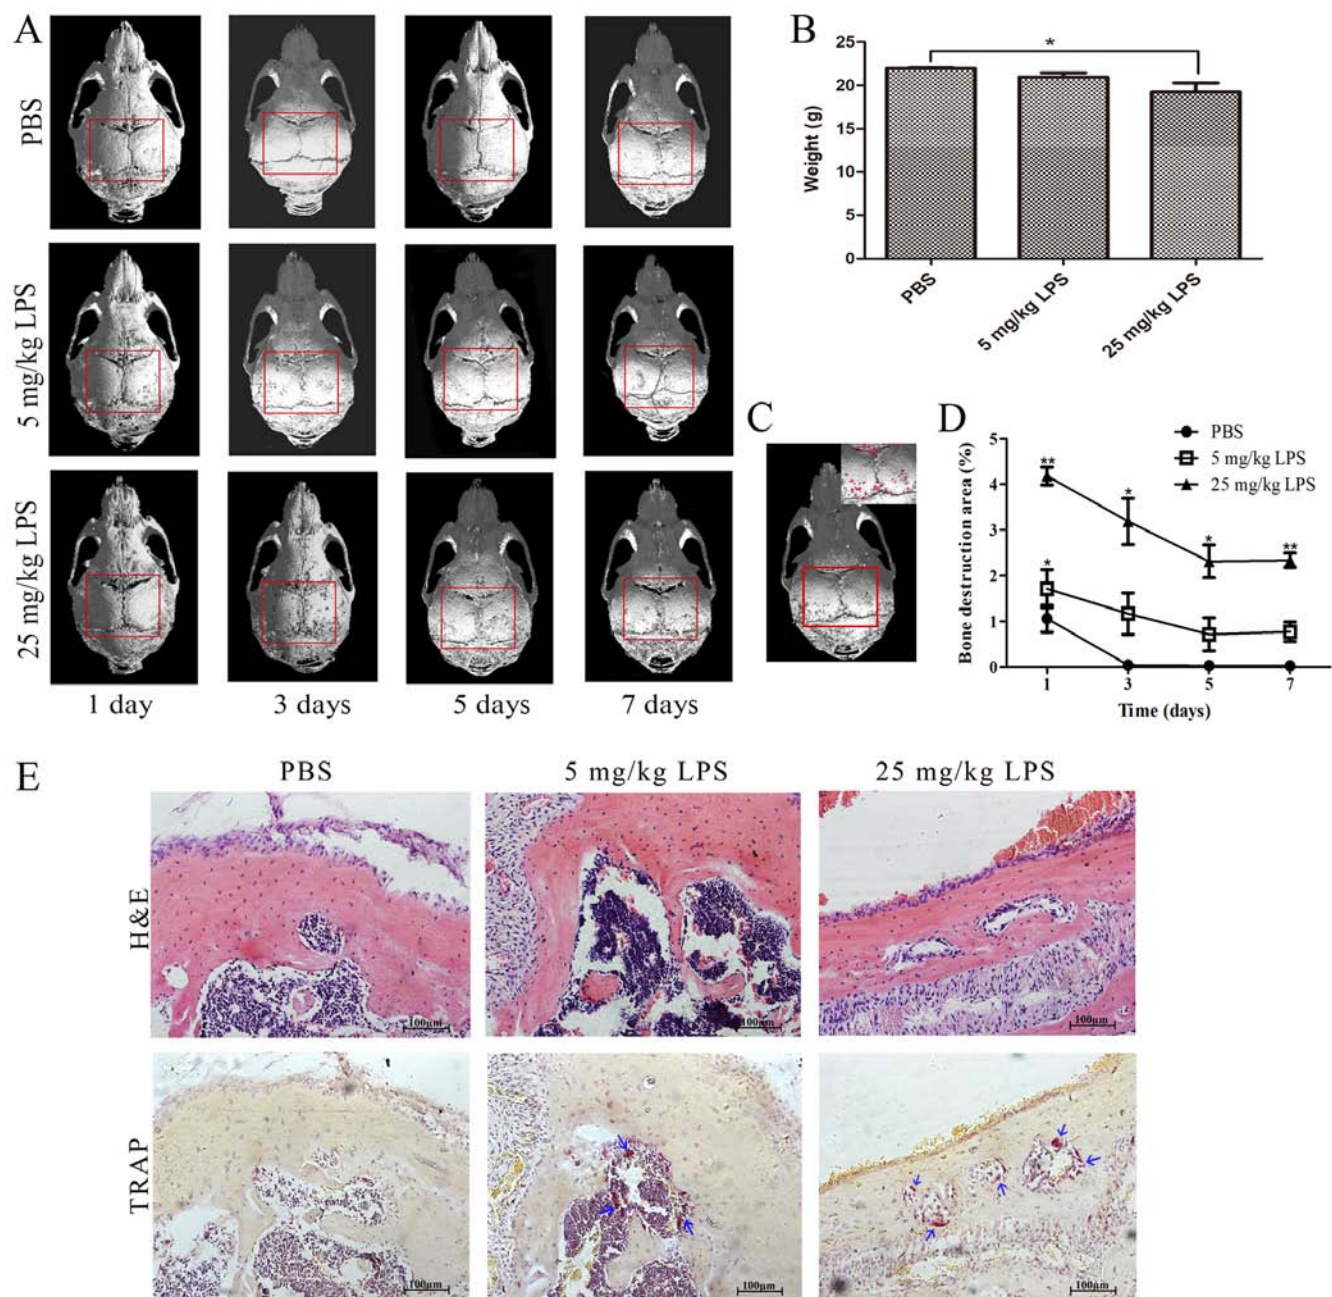 A
PBS
5 mg/kg LPS
25 mg/kg LPS
1 day
3 days
5 days
7 days
B
Weight (g)
25
20
15
10
5
0
*
PBS
5 mg/kg LPS
25 mg/kg LPS
C
D
Bone destruction area (%)
5
4
3
2
1
0
PBS
5 mg/kg LPS
25 mg/kg LPS
**
*
*
**
*
1
3
5
7
Time (days)
E
PBS
5 mg/kg LPS
25 mg/kg LPS
H&E
100μm
100μm
100μm
TRAP
100μm
100μm
100μm